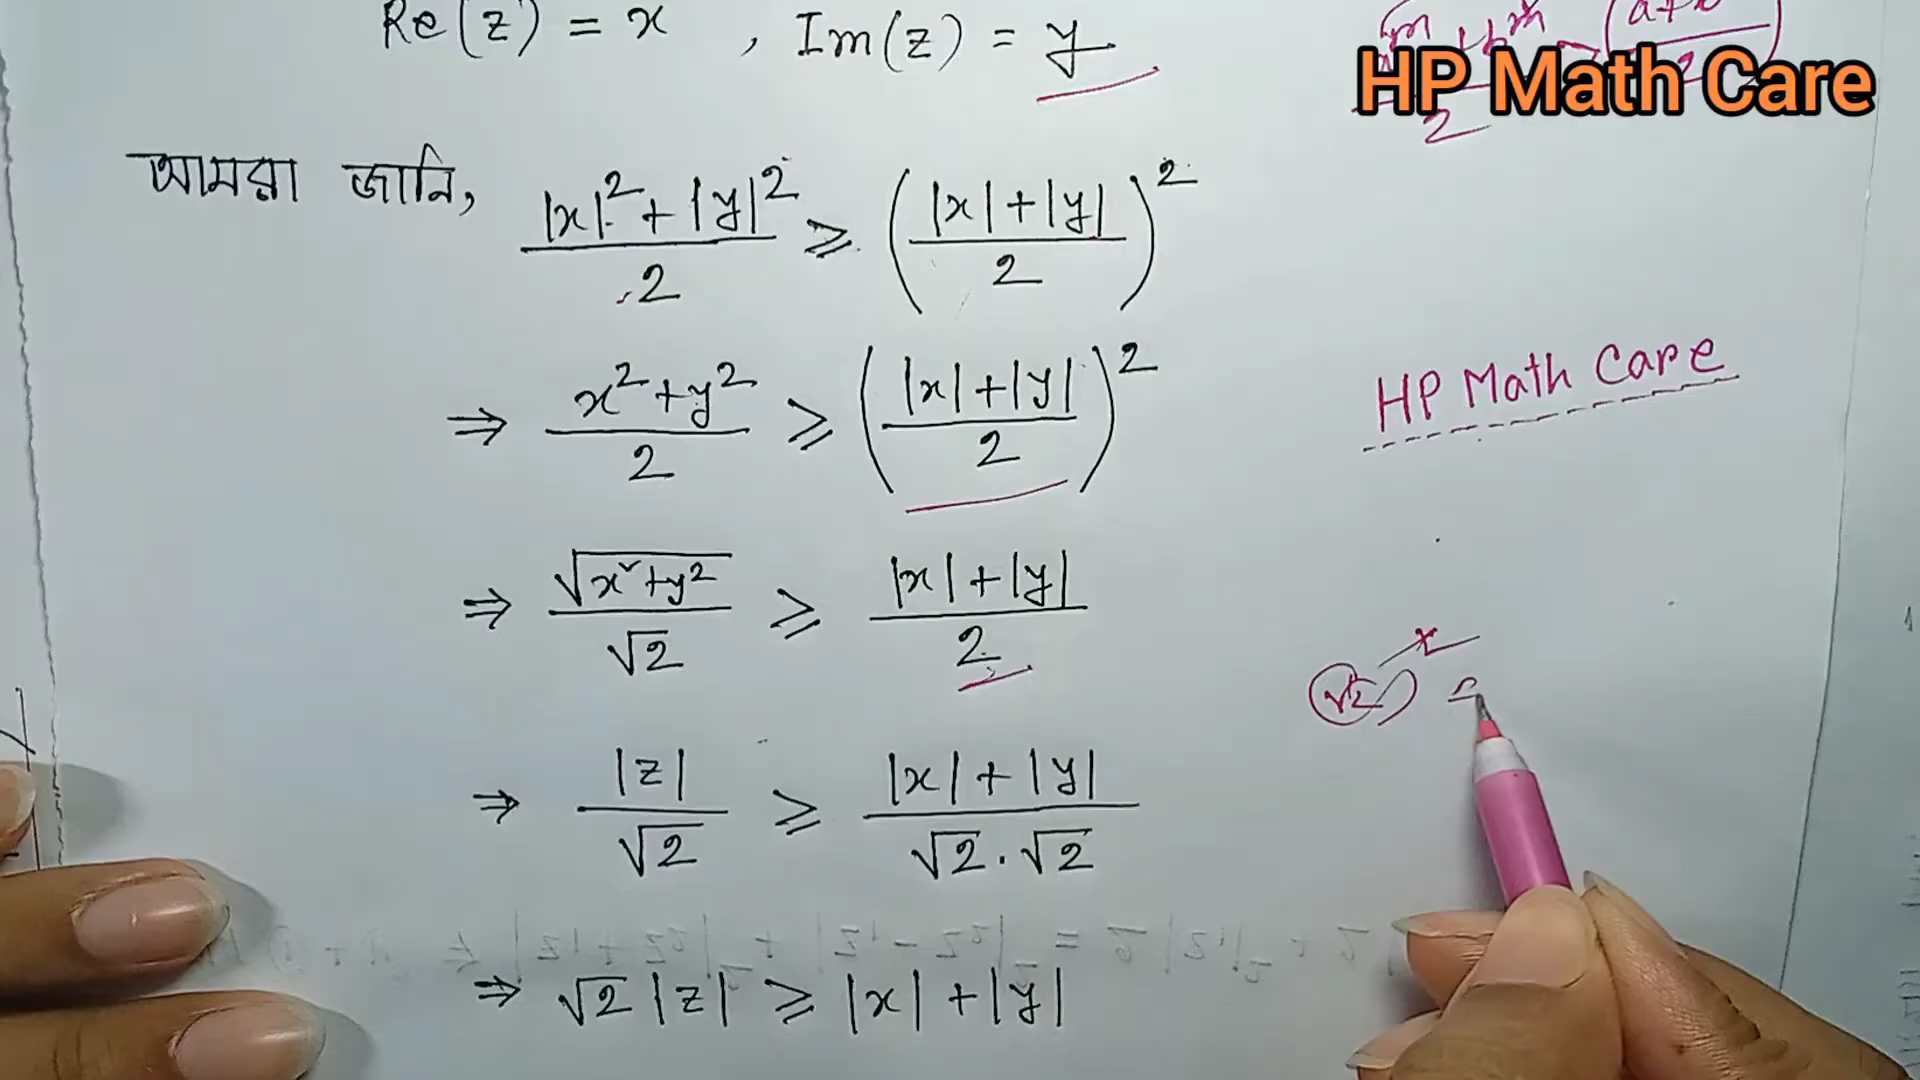 Re(z) = x , Im(z) = y
HP Math Care
2
আমরা জানি, |x|² + |y|² / 2 ⩾ ( |x| + |y| / 2 )²
⇒ x² + y² / 2 ⩾ ( |x| + |y| / 2 )²
HP Math Care
⇒ √x² + y² / √2 ⩾ |x| + |y| / 2
√2
⇒ |z| / √2 ⩾ |x| + |y| / √2 . √2
⇒ √2 |z| ⩾ |x| + |y|